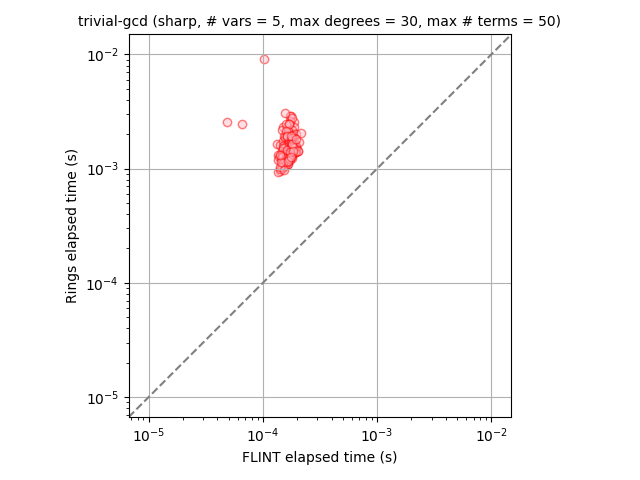 trivial-gcd (sharp, # vars = 5, max degrees = 30, max # terms = 50)
Rings elapsed time (s)
10⁻²
10⁻³
10⁻⁴
10⁻⁵
10⁻⁵ 10⁻⁴ 10⁻³ 10⁻²
FLINT elapsed time (s)